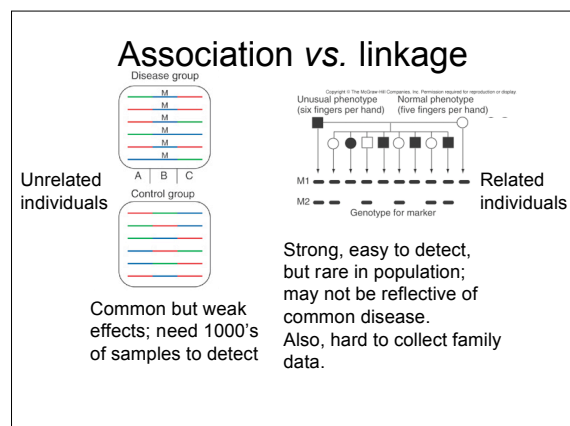 Association vs. linkage
Disease group
M
M
M
M
M
M
A B C
Control group
Unrelated
individuals
Common but weak
effects; need 1000's
of samples to detect
Copyright © The McGraw-Hill Companies, Inc. Permission required for reproduction or display
Unusual phenotype
(six fingers per hand)
Normal phenotype
(five fingers per hand)
M1
M2
Genotype for marker
Related
individuals
Strong, easy to detect,
but rare in population;
may not be reflective of
common disease.
Also, hard to collect family
data.